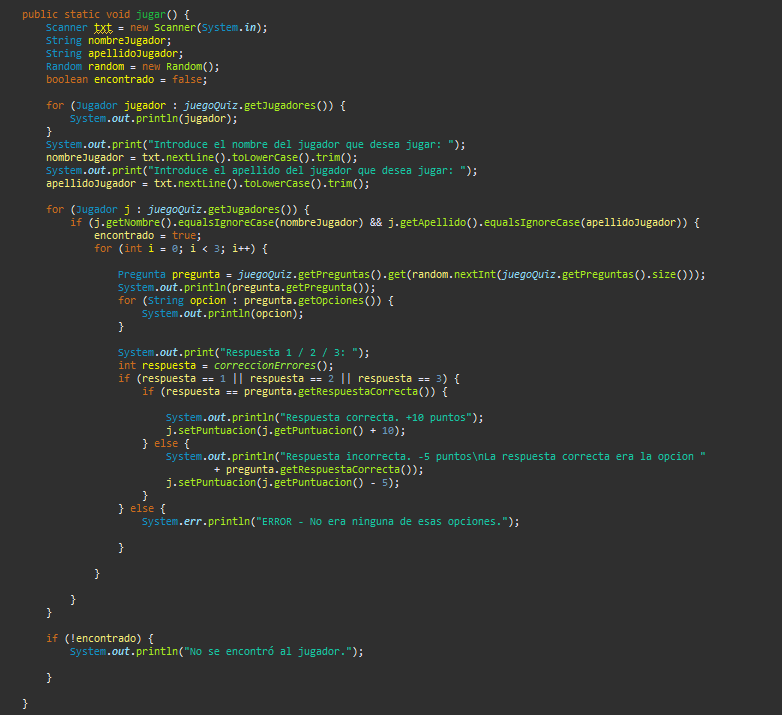 public static void jugar() {
Scanner txt = new Scanner(System.in);
String nombreJugador;
String apellidoJugador;
Random random = new Random();
boolean encontrado = false;
for (Jugador jugador : juegoQuiz.getJugadores()) {
System.out.println(jugador);
}
System.out.print("Introduce el nombre del jugador que desea jugar: ");
nombreJugador = txt.nextLine().toLowerCase().trim();
System.out.print("Introduce el apellido del jugador que desea jugar: ");
apellidoJugador = txt.nextLine().toLowerCase().trim();
for (Jugador j : juegoQuiz.getJugadores()) {
if (j.getNombre().equalsIgnoreCase(nombreJugador) && j.getApellido().equalsIgnoreCase(apellidoJugador)) {
encontrado = true;
for (int i = 0; i < 3; i++) {
Pregunta pregunta = juegoQuiz.getPreguntas().get(random.nextInt(juegoQuiz.getPreguntas().size()));
System.out.println(pregunta.getPregunta());
for (String opcion : pregunta.getOpciones()) {
System.out.println(opcion);
}
System.out.print("Respuesta 1 / 2 / 3: ");
int respuesta = correccionErrores();
if (respuesta == 1 || respuesta == 2 || respuesta == 3) {
if (respuesta == pregunta.getRespuestaCorrecta()) {
System.out.println("Respuesta correcta. +10 puntos");
j.setPuntuacion(j.getPuntuacion() + 10);
} else {
System.out.println("Respuesta incorrecta. -5 puntos\nLa respuesta correcta era la opcion "
+ pregunta.getRespuestaCorrecta());
j.setPuntuacion(j.getPuntuacion() - 5);
}
} else {
System.err.println("ERROR - No era ninguna de esas opciones.");
}
}
}
}
if (!encontrado) {
System.out.println("No se encontró al jugador.");
}
}